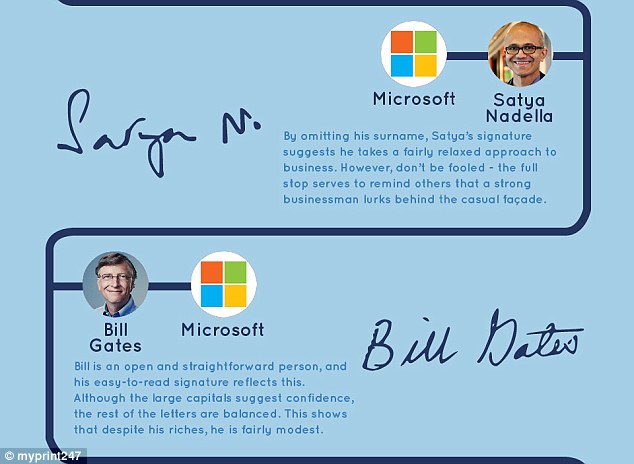 Microsoft
Satya
Nadella
Satya N.
By omitting his surname, Satya's signature
suggests he takes a fairly relaxed approach to
business. However, don't be fooled - the full
stop serves to remind others that a strong
businessman lurks behind the casual façade.
Bill
Gates
Microsoft
Bill Gates
Bill is an open and straightforward person, and
his easy-to-read signature reflects this.
Although the large capitals suggest confidence,
the rest of the letters are balanced. This shows
that despite his riches, he is fairly modest.
© myprint247